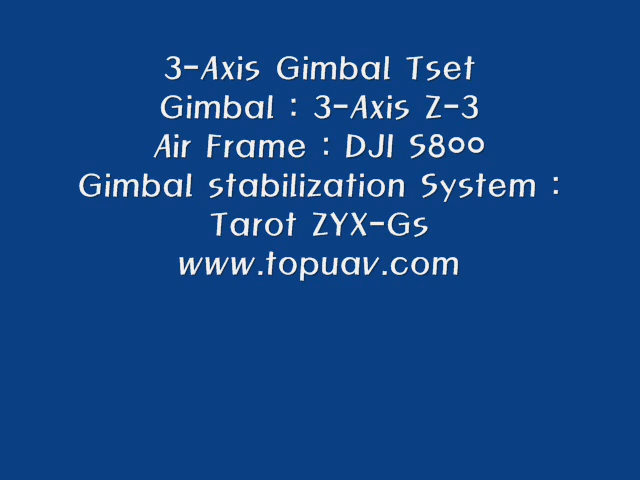 3-Axis Gimbal Tset
Gimbal : 3-Axis Z-3
Air Frame : DJI S800
Gimbal stabilization System :
Tarot ZYX-Gs
www.topuav.com